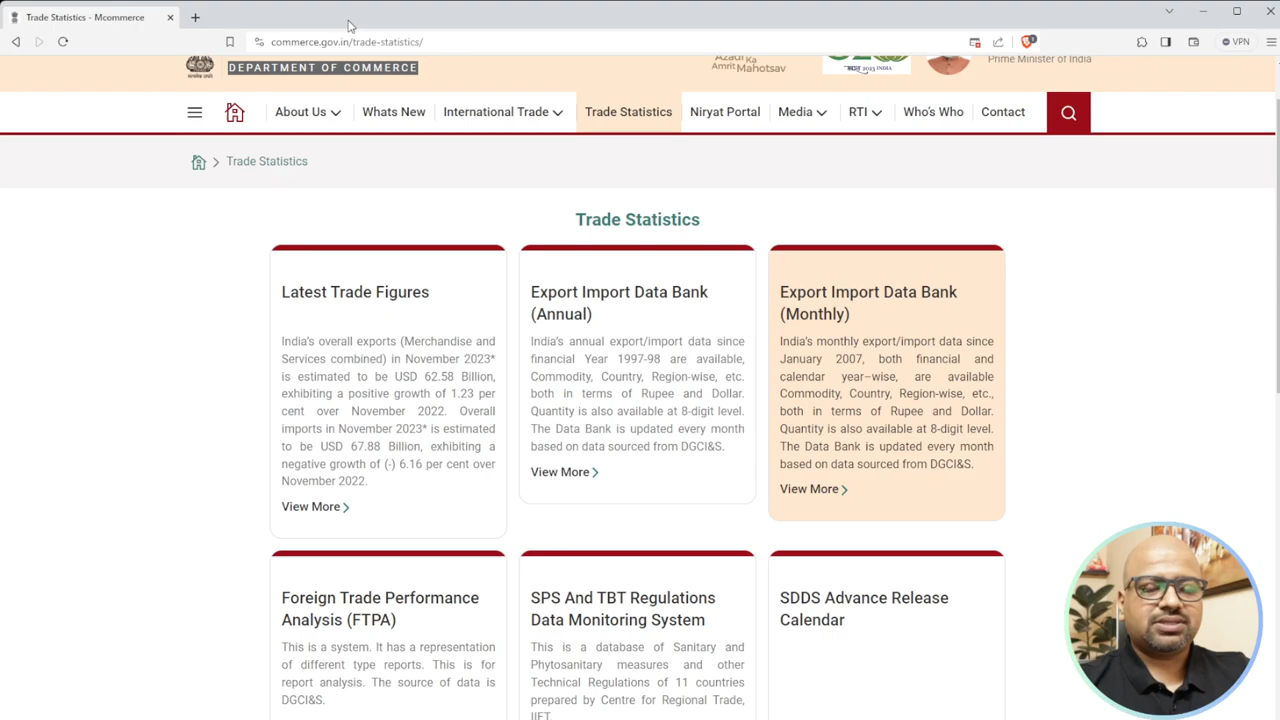 Trade Statistics - Mcommerce
commerce.gov.in/trade-statistics/
VPN
DEPARTMENT OF COMMERCE
Azadi Ka
Amrit Mahotsav
2023 INDIA
Prime Minister of India
About Us
Whats New
International Trade
Trade Statistics
Niryat Portal
Media
RTI
Who's Who
Contact
Trade Statistics
Trade Statistics
Latest Trade Figures
India's overall exports (Merchandise and
Services combined) in November 2023*
is estimated to be USD 62.58 Billion,
exhibiting a positive growth of 1.23 per
cent over November 2022. Overall
imports in November 2023* is estimated
to be USD 67.88 Billion, exhibiting a
negative growth of (-) 6.16 per cent over
November 2022.
View More
Export Import Data Bank
(Annual)
India's annual export/import data since
financial Year 1997-98 are available,
Commodity, Country, Region-wise, etc.
both in terms of Rupee and Dollar.
Quantity is also available at 8-digit level.
The Data Bank is updated every month
based on data sourced from DGCI&S.
View More
Export Import Data Bank
(Monthly)
India's monthly export/import data since
January 2007, both financial and
calendar year–wise, are available
Commodity, Country, Region-wise, etc.,
both in terms of Rupee and Dollar.
Quantity is also available at 8-digit level.
The Data Bank is updated every month
based on data sourced from DGCI&S.
View More
Foreign Trade Performance
Analysis (FTPA)
This is a system. It has a representation
of different type reports. This is for
report analysis. The source of data is
DGCI&S.
SPS And TBT Regulations
Data Monitoring System
This is a database of Sanitary and
Phytosanitary measures and other
Technical Regulations of 11 countries
prepared by Centre for Regional Trade,
IIFT.
SDDS Advance Release
Calendar